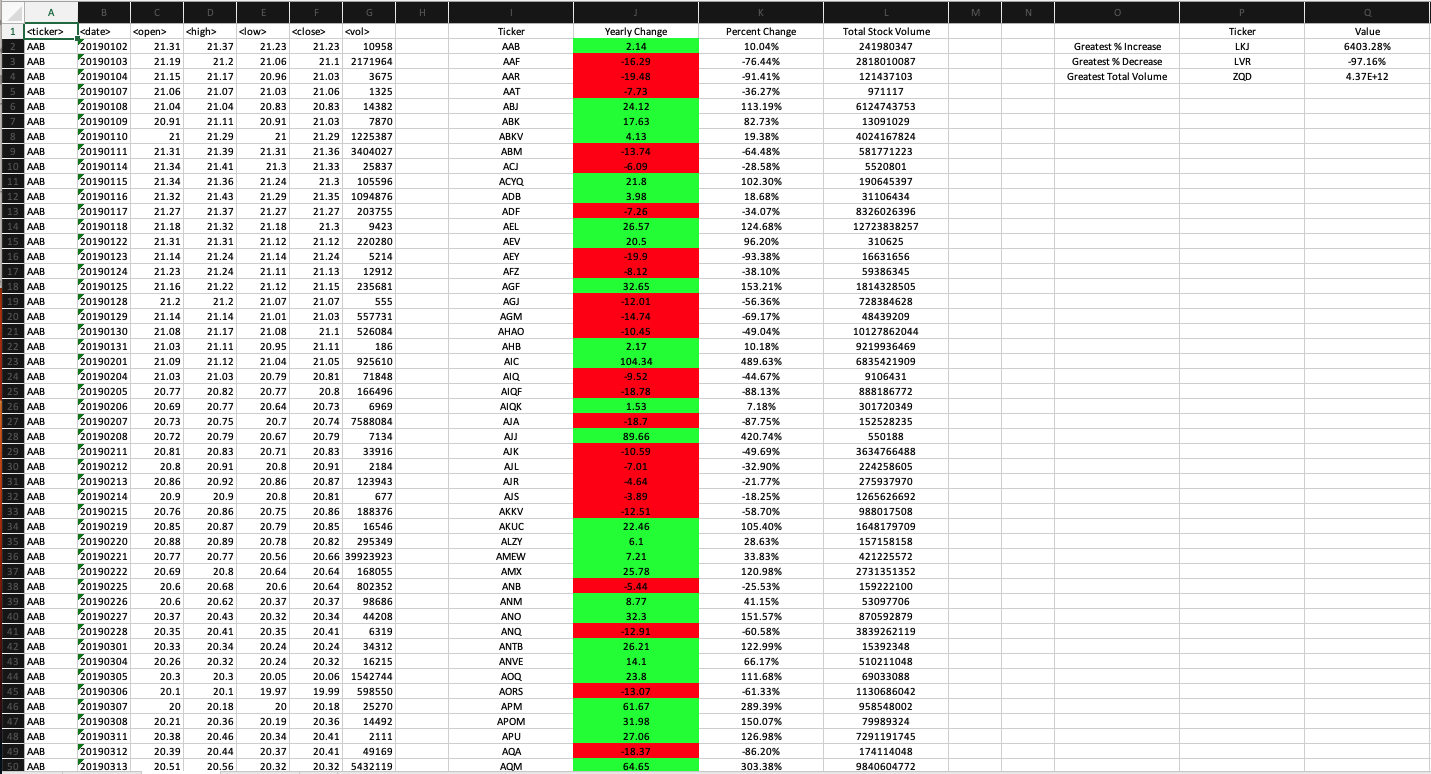 A B C D E F G H I J K L M N O P Q
1 <ticker> <date> <open> <high> <low> <close> <vol> Ticker Yearly Change Percent Change Total Stock Volume Ticker Value
2 AAB 20190102 21.31 21.37 21.23 21.23 10958 AAB 2.14 10.04% 241980347 Greatest % Increase LKJ 6403.28%
3 AAB 20190103 21.19 21.2 21.06 21.1 2171964 AAF -16.29 -76.44% 2818010087 Greatest % Decrease LVR -97.16%
4 AAB 20190104 21.15 21.17 20.96 21.03 3675 AAR -19.48 -91.41% 121437103 Greatest Total Volume ZQD 4.37E+12
5 AAB 20190107 21.06 21.07 21.03 21.06 1325 AAT -7.73 -36.27% 971117
6 AAB 20190108 21.04 21.04 20.83 20.83 14382 ABJ 24.12 113.19% 6124743753
7 AAB 20190109 20.91 21.11 20.91 21.03 7870 ABK 17.63 82.73% 13091029
8 AAB 20190110 21 21.29 21 21.29 1225387 ABKV 4.13 19.38% 4024167824
9 AAB 20190111 21.31 21.39 21.31 21.36 3404027 ABM -13.74 -64.48% 581771223
10 AAB 20190114 21.34 21.41 21.3 21.33 25837 ACJ -6.09 -28.58% 5520801
11 AAB 20190115 21.34 21.36 21.24 21.3 105596 ACYQ 21.8 102.30% 190645397
12 AAB 20190116 21.32 21.43 21.29 21.35 1094876 ADB 3.98 18.68% 31106434
13 AAB 20190117 21.27 21.37 21.27 21.27 203755 ADF -7.26 -34.07% 8326026396
14 AAB 20190118 21.18 21.32 21.18 21.3 9423 AEL 26.57 124.68% 12723838257
15 AAB 20190122 21.31 21.31 21.12 21.12 220280 AEV 20.5 96.20% 310625
16 AAB 20190123 21.14 21.24 21.14 21.24 5214 AEY -19.9 -93.38% 16631656
17 AAB 20190124 21.23 21.24 21.11 21.13 12912 AFZ -8.12 -38.10% 59386345
18 AAB 20190125 21.16 21.22 21.12 21.15 235681 AGF 32.65 153.21% 1814328505
19 AAB 20190128 21.2 21.2 21.07 21.07 555 AGJ -12.01 -56.36% 728384628
20 AAB 20190129 21.14 21.14 21.01 21.03 557731 AGM -14.74 -69.17% 48439209
21 AAB 20190130 21.08 21.17 21.08 21.1 526084 AHAO -10.45 -49.04% 10127862044
22 AAB 20190131 21.03 21.11 20.95 21.11 186 AHB 2.17 10.18% 9219936469
23 AAB 20190201 21.09 21.12 21.04 21.05 925610 AIC 104.34 489.63% 6835421909
24 AAB 20190204 21.03 21.03 20.79 20.81 71848 AIQ -9.52 -44.67% 9106431
25 AAB 20190205 20.77 20.82 20.77 20.8 166496 AIQF -18.78 -88.13% 888186772
26 AAB 20190206 20.69 20.77 20.64 20.73 6969 AIQK 1.53 7.18% 301720349
27 AAB 20190207 20.73 20.75 20.7 20.74 7588084 AJA -18.7 -87.75% 152528235
28 AAB 20190208 20.72 20.79 20.67 20.79 7134 AJJ 89.66 420.74% 550188
29 AAB 20190211 20.81 20.83 20.71 20.83 33916 AJK -10.59 -49.69% 3634766488
30 AAB 20190212 20.8 20.91 20.8 20.91 2184 AJL -7.01 -32.90% 224258605
31 AAB 20190213 20.86 20.92 20.86 20.87 123943 AJR -4.64 -21.77% 275937970
32 AAB 20190214 20.9 20.9 20.8 20.81 677 AJS -3.89 -18.25% 1265626692
33 AAB 20190215 20.76 20.86 20.75 20.86 188376 AKKV -12.51 -58.70% 988017508
34 AAB 20190219 20.85 20.87 20.79 20.85 16546 AKUC 22.46 105.40% 1648179709
35 AAB 20190220 20.88 20.89 20.78 20.82 295349 ALZY 6.1 28.63% 157158158
36 AAB 20190221 20.77 20.77 20.56 20.66 39923923 AMEW 7.21 33.83% 421225572
37 AAB 20190222 20.69 20.8 20.64 20.64 168055 AMX 25.78 120.98% 2731351352
38 AAB 20190225 20.6 20.68 20.6 20.64 802352 ANB -5.44 -25.53% 159222100
39 AAB 20190226 20.6 20.62 20.37 20.37 98686 ANM 8.77 41.15% 53097706
40 AAB 20190227 20.37 20.43 20.32 20.34 44208 ANO 32.3 151.57% 870592879
41 AAB 20190228 20.35 20.41 20.35 20.41 6319 ANQ -12.91 -60.58% 3839262119
42 AAB 20190301 20.33 20.34 20.24 20.24 34312 ANTB 26.21 122.99% 15392348
43 AAB 20190304 20.26 20.32 20.24 20.32 16215 ANVE 14.1 66.17% 510211048
44 AAB 20190305 20.3 20.3 20.05 20.06 1542744 AOQ 23.8 111.68% 69033088
45 AAB 20190306 20.1 20.1 19.97 19.99 598550 AORS -13.07 -61.33% 1130686042
46 AAB 20190307 20 20.18 20 20.18 25270 APM 61.67 289.39% 958548002
47 AAB 20190308 20.21 20.36 20.19 20.36 14492 APOM 31.98 150.07% 79989324
48 AAB 20190311 20.38 20.46 20.34 20.41 2111 APU 27.06 126.98% 7291191745
49 AAB 20190312 20.39 20.44 20.37 20.41 49169 AQA -18.37 -86.20% 174114048
50 AAB 20190313 20.51 20.56 20.32 20.32 5432119 AQM 64.65 303.38% 9840604772